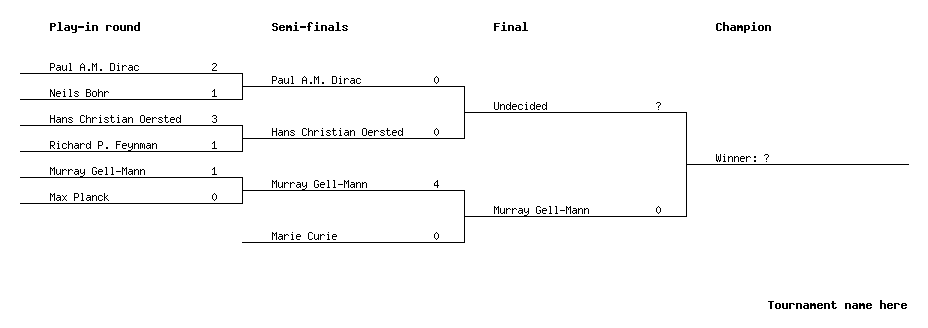 Play-in round Semi-finals Final Champion
Paul A.M. Dirac 2
Paul A.M. Dirac 0
Neils Bohr 1
Undecided ?
Hans Christian Oersted 3
Hans Christian Oersted 0
Richard P. Feynman 1
Winner: ?
Murray Gell-Mann 1
Murray Gell-Mann 4
Max Planck 0
Murray Gell-Mann 0
Marie Curie 0
Tournament name here